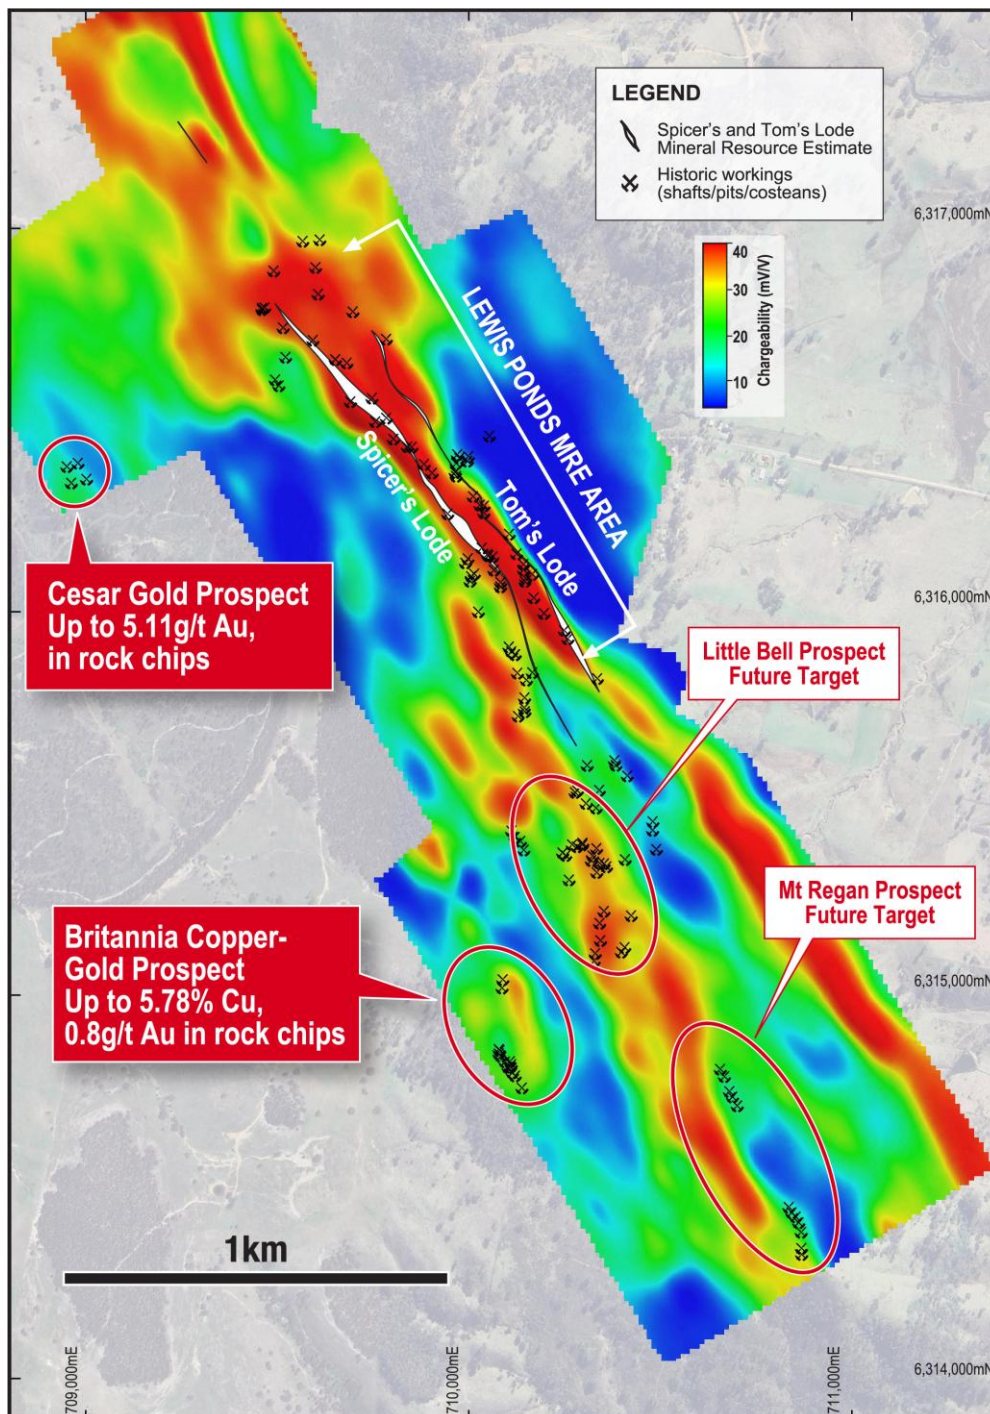 LEGEND
Spicer's and Tom's Lode
Mineral Resource Estimate
Historic workings
(shafts/pits/costeans)
6,317,000mN
40
30
20
10
Chargeability (mV/V)
LEWIS PONDS MRE AREA
Spicer's Lode
Tom's Lode
Cesar Gold Prospect
Up to 5.11g/t Au,
in rock chips
6,316,000mN
Little Bell Prospect
Future Target
Mt Regan Prospect
Future Target
Britannia Copper-
Gold Prospect
Up to 5.78% Cu,
0.8g/t Au in rock chips
6,315,000mN
1km
709,000mE
710,000mE
711,000mE
6,314,000mN